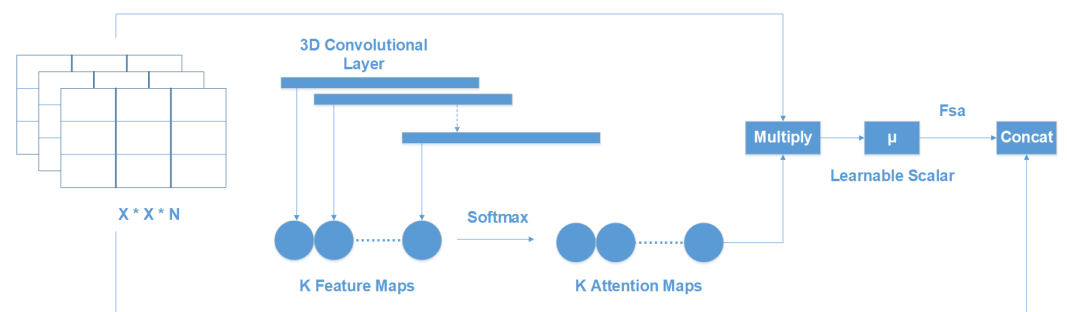 3D Convolutional
Layer
Fsa
Multiply
μ
Concat
Learnable Scalar
X * X * N
Softmax
K Feature Maps
K Attention Maps